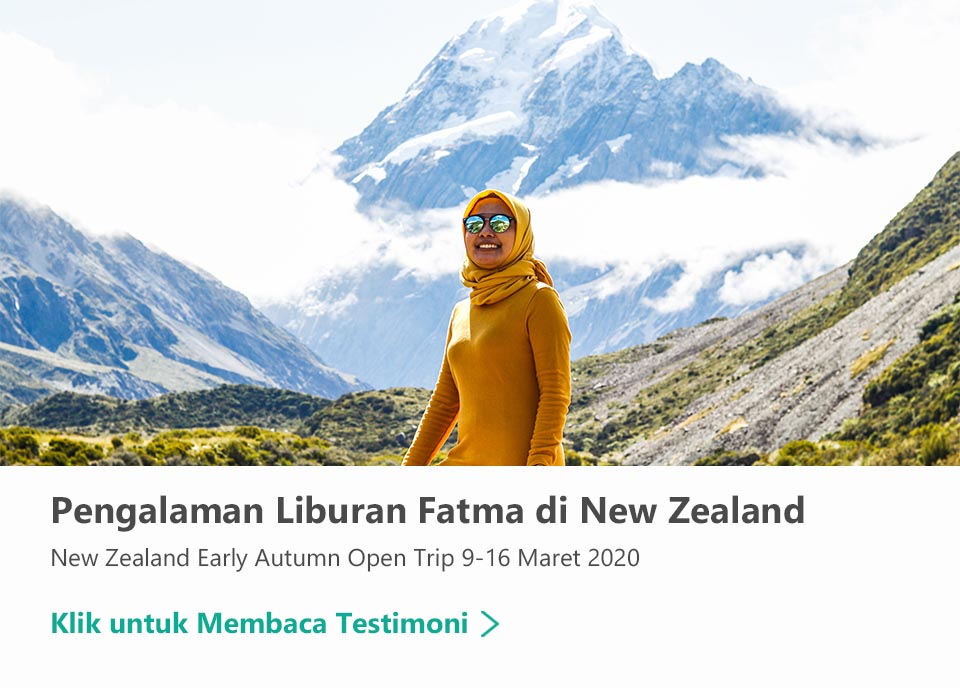 Pengalaman Liburan Fatma di New Zealand
New Zealand Early Autumn Open Trip 9-16 Maret 2020
Klik untuk Membaca Testimoni